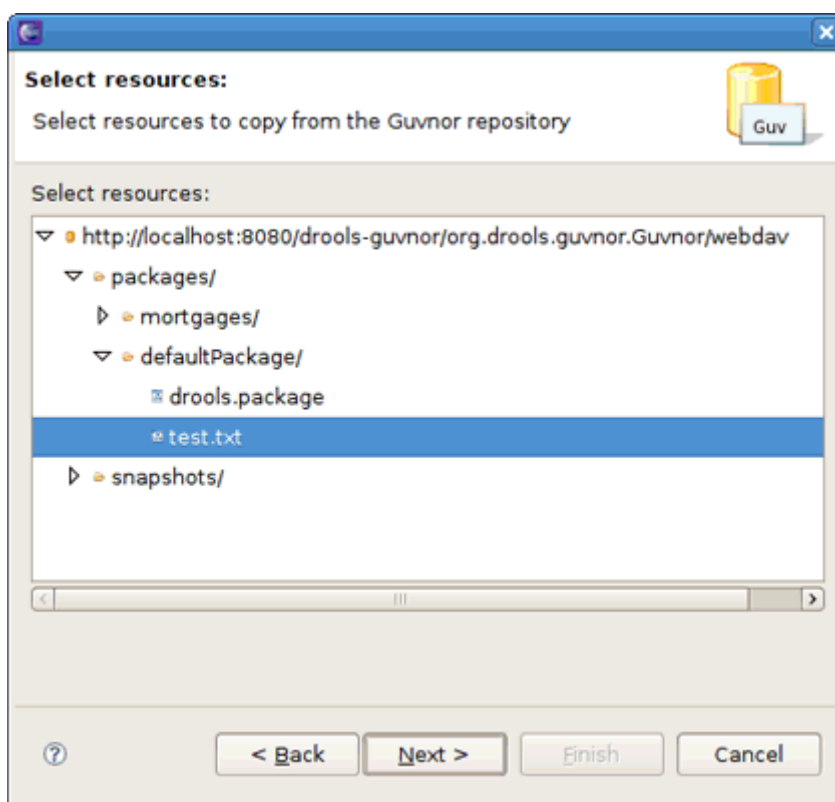 Select resources:
Select resources to copy from the Guvnor repository
Guv
Select resources:
http://localhost:8080/drools-guvnor/org.drools.guvnor.Guvnor/webdav
packages/
mortgages/
defaultPackage/
drools.package
test.txt
snapshots/
< Back
Next >
Finish
Cancel